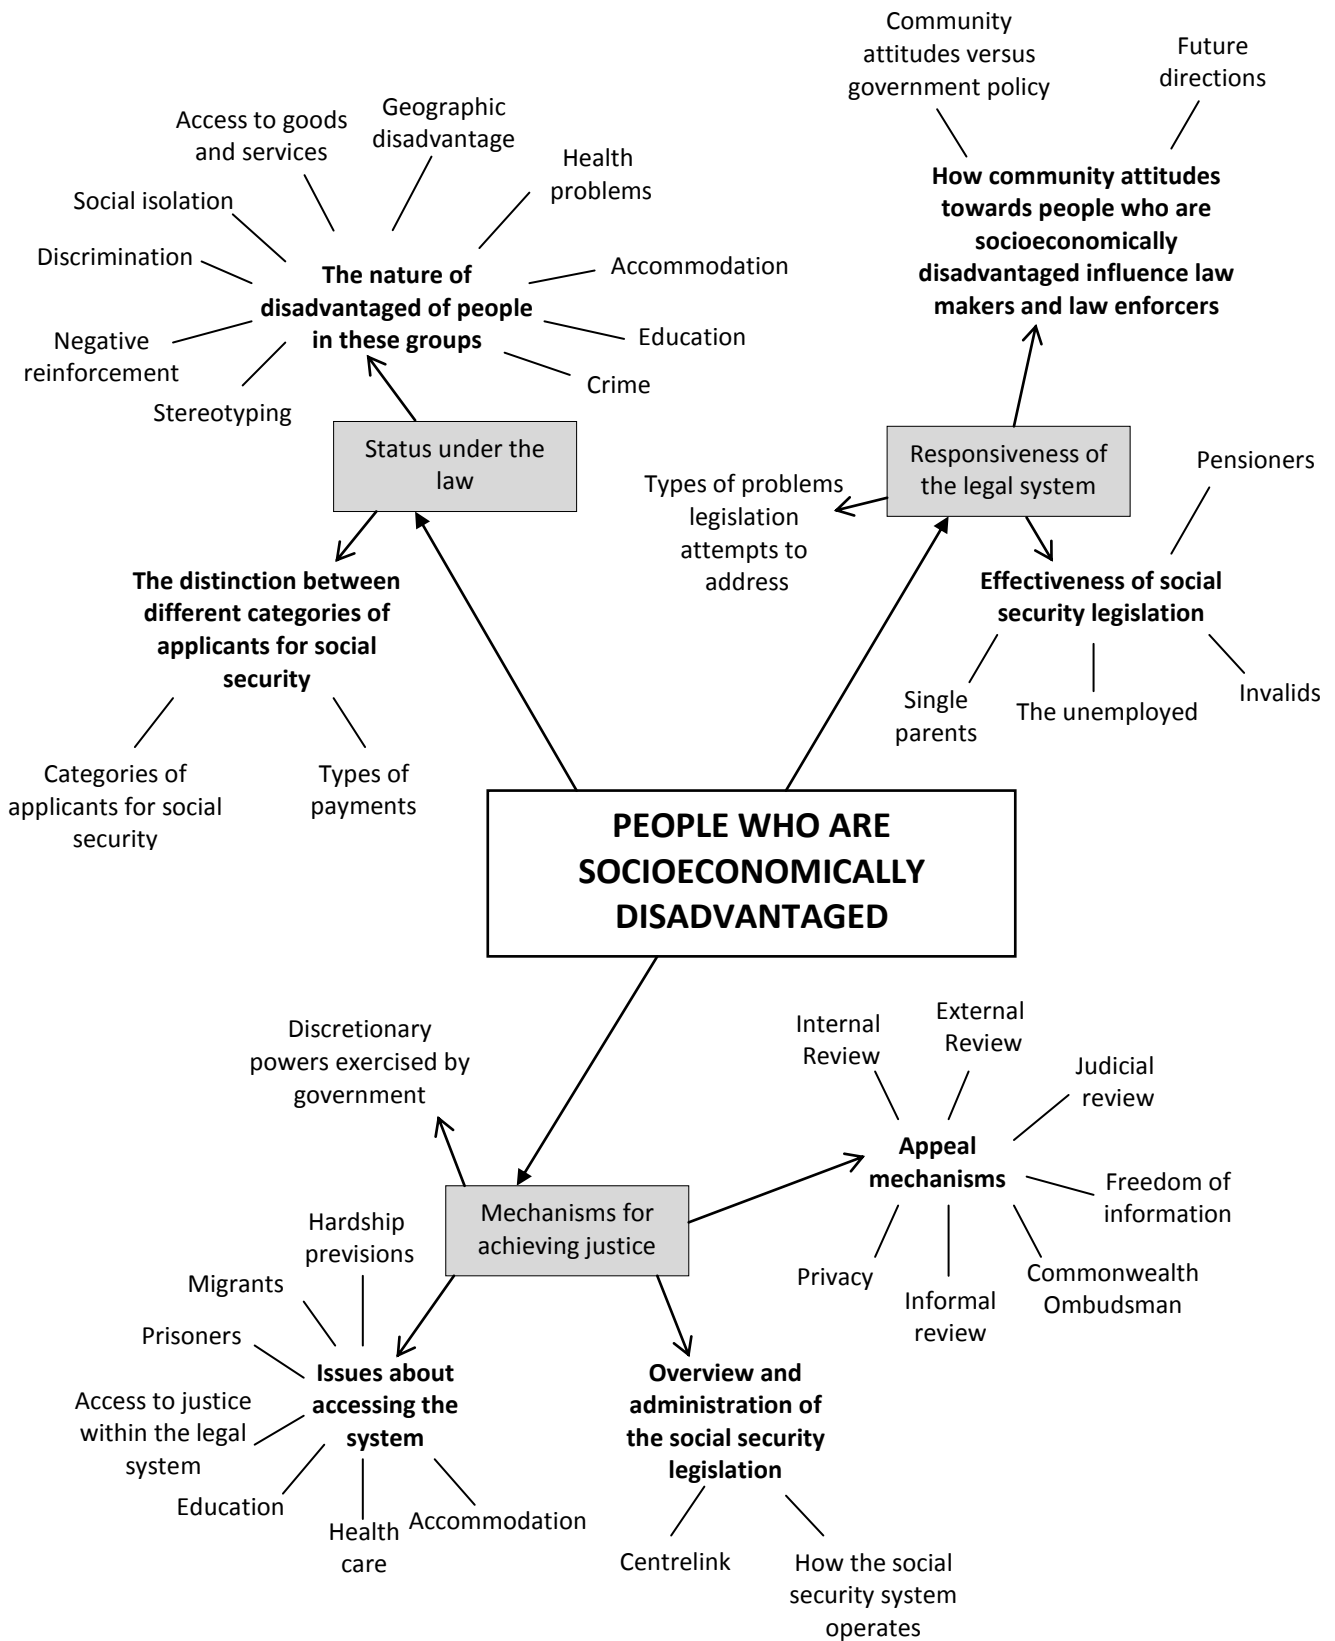 Community
attitudes versus
government policy
Future
directions
Access to goods
and services
Geographic
disadvantage
Health
problems
Social isolation
Discrimination
Negative
reinforcement
Stereotyping
The nature of
disadvantaged of people
in these groups
Accommodation
Education
Crime
How community attitudes
towards people who are
socioeconomically
disadvantaged influence law
makers and law enforcers
Status under the
law
Responsiveness of
the legal system
Types of problems
legislation
attempts to
address
Pensioners
Effectiveness of social
security legislation
Single
parents
The unemployed
Invalids
The distinction between
different categories of
applicants for social
security
Categories of
applicants for social
security
Types of
payments
PEOPLE WHO ARE
SOCIOECONOMICALLY
DISADVANTAGED
Discretionary
powers exercised by
government
Internal
Review
External
Review
Judicial
review
Appeal
mechanisms
Freedom of
information
Commonwealth
Ombudsman
Informal
review
Privacy
Mechanisms for
achieving justice
Hardship
previsions
Migrants
Prisoners
Access to justice
within the legal
system
Education
Health
care
Accommodation
Issues about
accessing the
system
Overview and
administration of
the social security
legislation
Centrelink
How the social
security system
operates